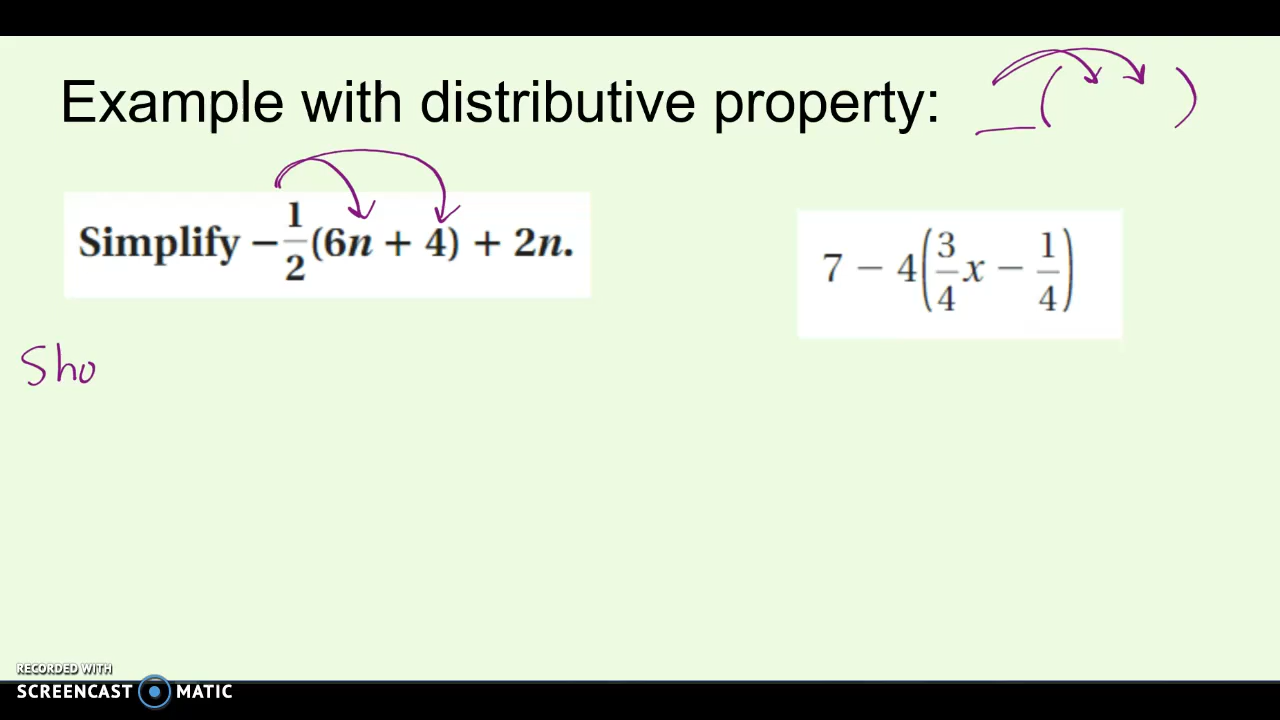 Example with distributive property: _( )
Simplify −1/2(6n + 4) + 2n.
7 − 4(3/4x − 1/4)
Sho
RECORDED WITH
SCREENCAST MATIC